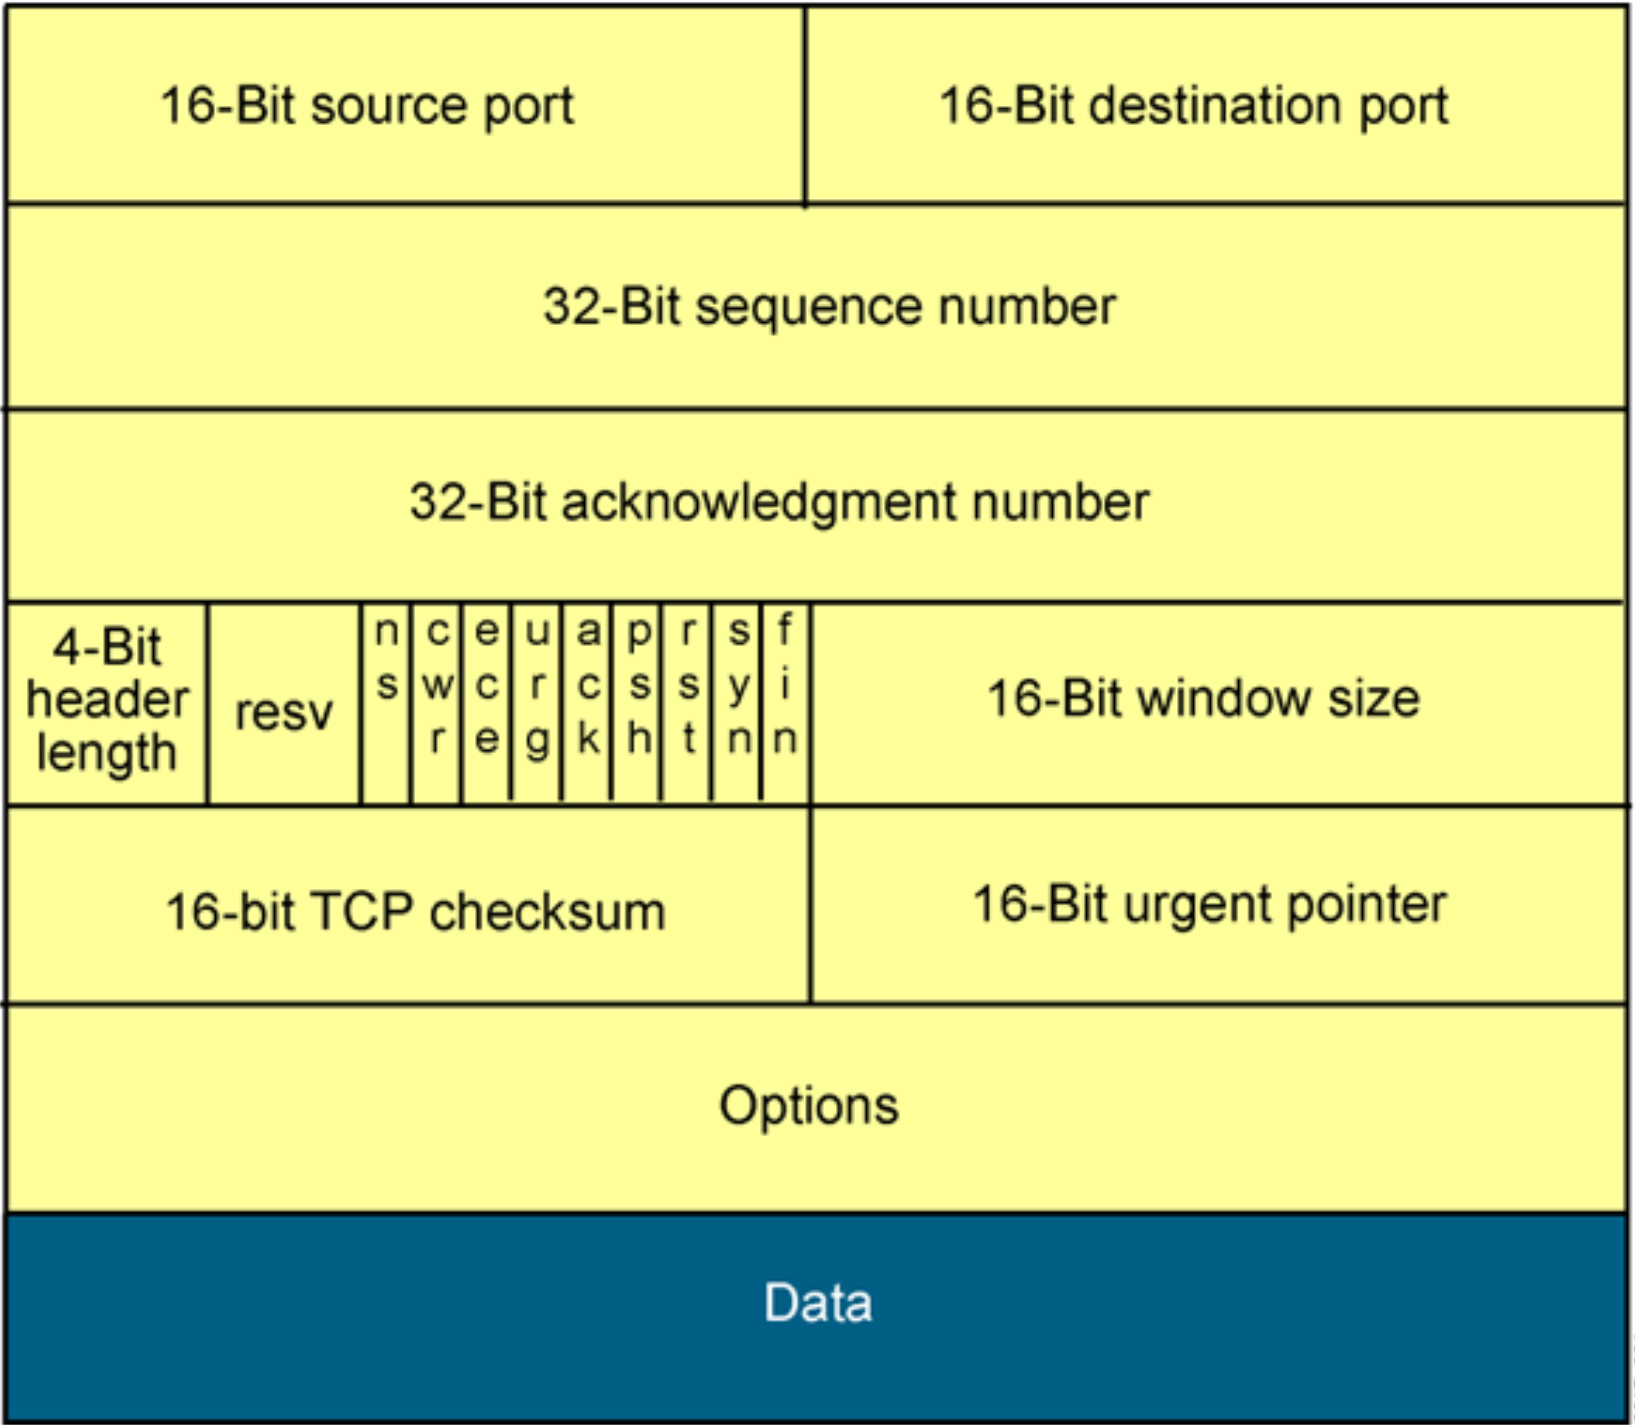 16-Bit source port
16-Bit destination port
32-Bit sequence number
32-Bit acknowledgment number
4-Bit
header
length
resv
ns
cwr
ece
urg
ack
psh
rst
syn
fin
16-Bit window size
16-bit TCP checksum
16-Bit urgent pointer
Options
Data